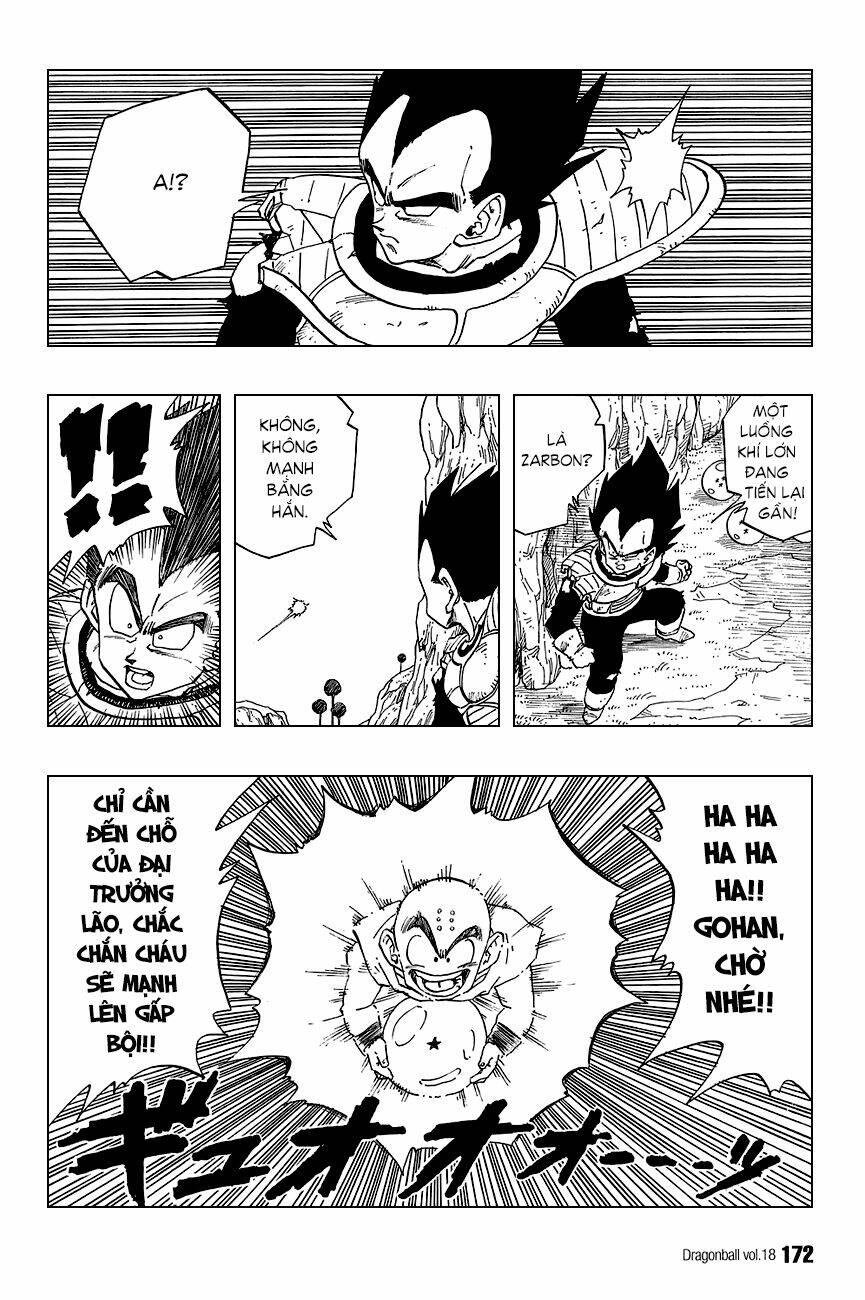 A!?
MỘT
LUỒNG
KHÍ LỚN
ĐANG
TIẾN LẠI
GẦN!
LÀ
ZARBON?
KHÔNG,
KHÔNG
MẠNH
BẰNG
HẮN.
!!
HA HA
HA HA
HA!!
GOHAN,
CHỜ
NHÉ!!
CHỈ CẦN
ĐẾN CHỖ
CỦA ĐẠI
TRƯỞNG
LÃO, CHẮC
CHẮN CHÁU
SẼ MẠNH
LÊN GẤP
BỘI!!
ギュオオオーーーッ
Dragonball vol.18 172